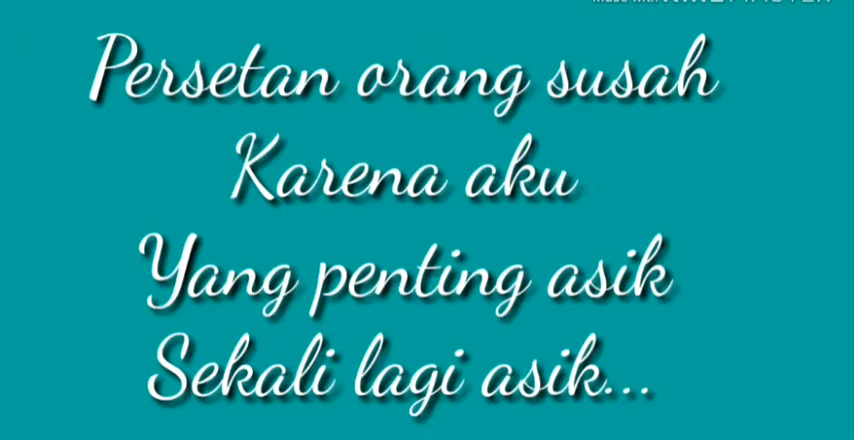 Persetan orang susah
Karena aku
Yang penting asik
Sekali lagi asik...